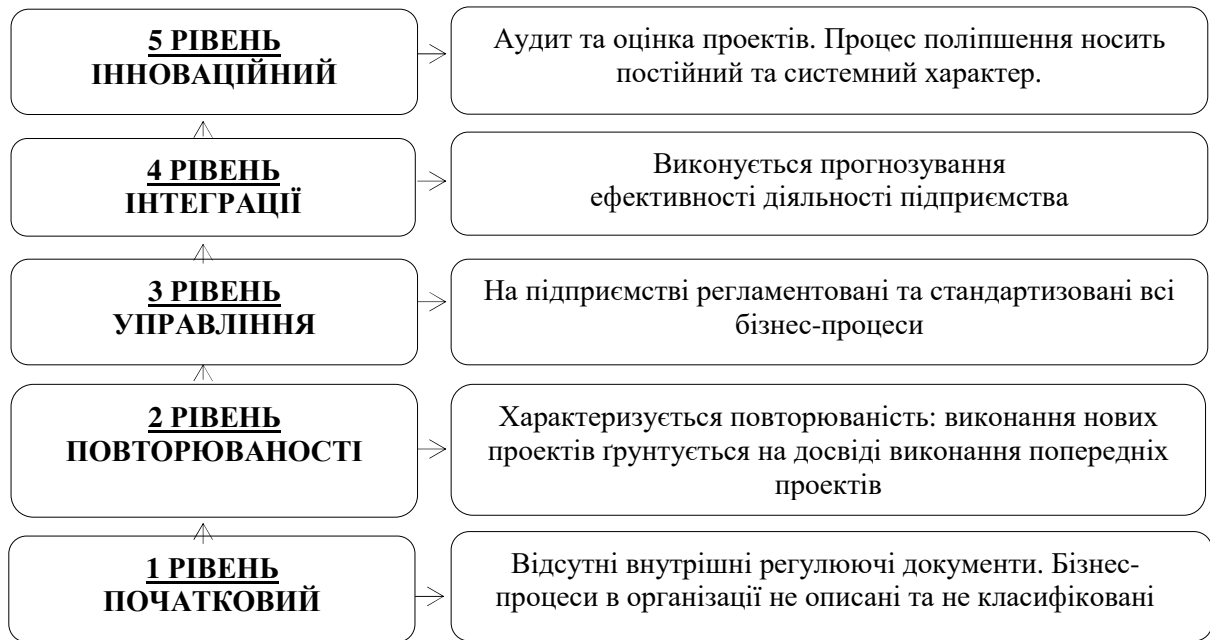 5 РІВЕНЬ
ІННОВАЦІЙНИЙ
Аудит та оцінка проектів. Процес поліпшення носить
постійний та системний характер.
4 РІВЕНЬ
ІНТЕГРАЦІЇ
Виконується прогнозування
ефективності діяльності підприємства
3 РІВЕНЬ
УПРАВЛІННЯ
На підприємстві регламентовані та стандартизовані всі
бізнес-процеси
2 РІВЕНЬ
ПОВТОРЮВАНОСТІ
Характеризується повторюваність: виконання нових
проектів ґрунтується на досвіді виконання попередніх
проектів
1 РІВЕНЬ
ПОЧАТКОВИЙ
Відсутні внутрішні регулюючі документи. Бізнес-
процеси в організації не описані та не класифіковані